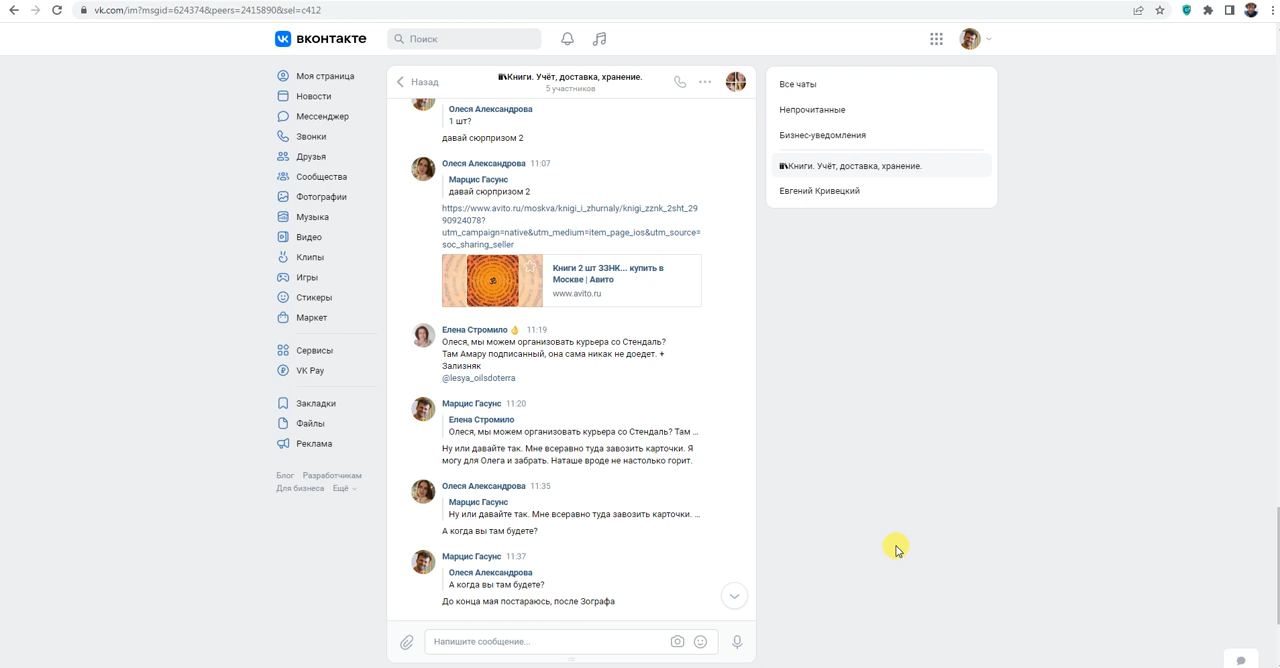 vk.com/im?msgid=624374&peers=2415890&sel=c412
вконтакте
Поиск
Моя страница
Новости
Мессенджер
Звонки
Друзья
Сообщества
Фотографии
Музыка
Видео
Клипы
Игры
Стикеры
Маркет
Сервисы
VK Pay
Закладки
Файлы
Реклама
Блог Разработчикам
Для бизнеса Ещё
Назад
Книги. Учёт, доставка, хранение.
5 участников
Олеся Александрова
1 шт?
давай сюрпризом 2
Олеся Александрова 11:07
Марцис Гасунс
давай сюрпризом 2
https://www.avito.ru/moskva/knigi_i_zhurnaly/knigi_zznk_2sht_29
90924078?
utm_campaign=native&utm_medium=item_page_ios&utm_source=
soc_sharing_seller
Книги 2 шт ЗЗНК... купить в
Москве | Авито
www.avito.ru
Елена Стромило 👌 11:19
Олеся, мы можем организовать курьера со Стендаль?
Там Амару подписанный, она сама никак не доедет. +
Зализняк
@lesya_oilsdoterra
Марцис Гасунс 11:20
Елена Стромило
Олеся, мы можем организовать курьера со Стендаль? Там ...
Ну или давайте так. Мне всеравно туда завозить карточки. Я
могу для Олега и забрать. Наташе вроде не настолько горит.
Олеся Александрова 11:35
Марцис Гасунс
Ну или давайте так. Мне всеравно туда завозить карточки. ...
А когда вы там будете?
Марцис Гасунс 11:37
Олеся Александрова
А когда вы там будете?
До конца мая постараюсь, после Зографа
Напишите сообщение...
Все чаты
Непрочитанные
Бизнес-уведомления
Книги. Учёт, доставка, хранение.
Евгений Кривецкий